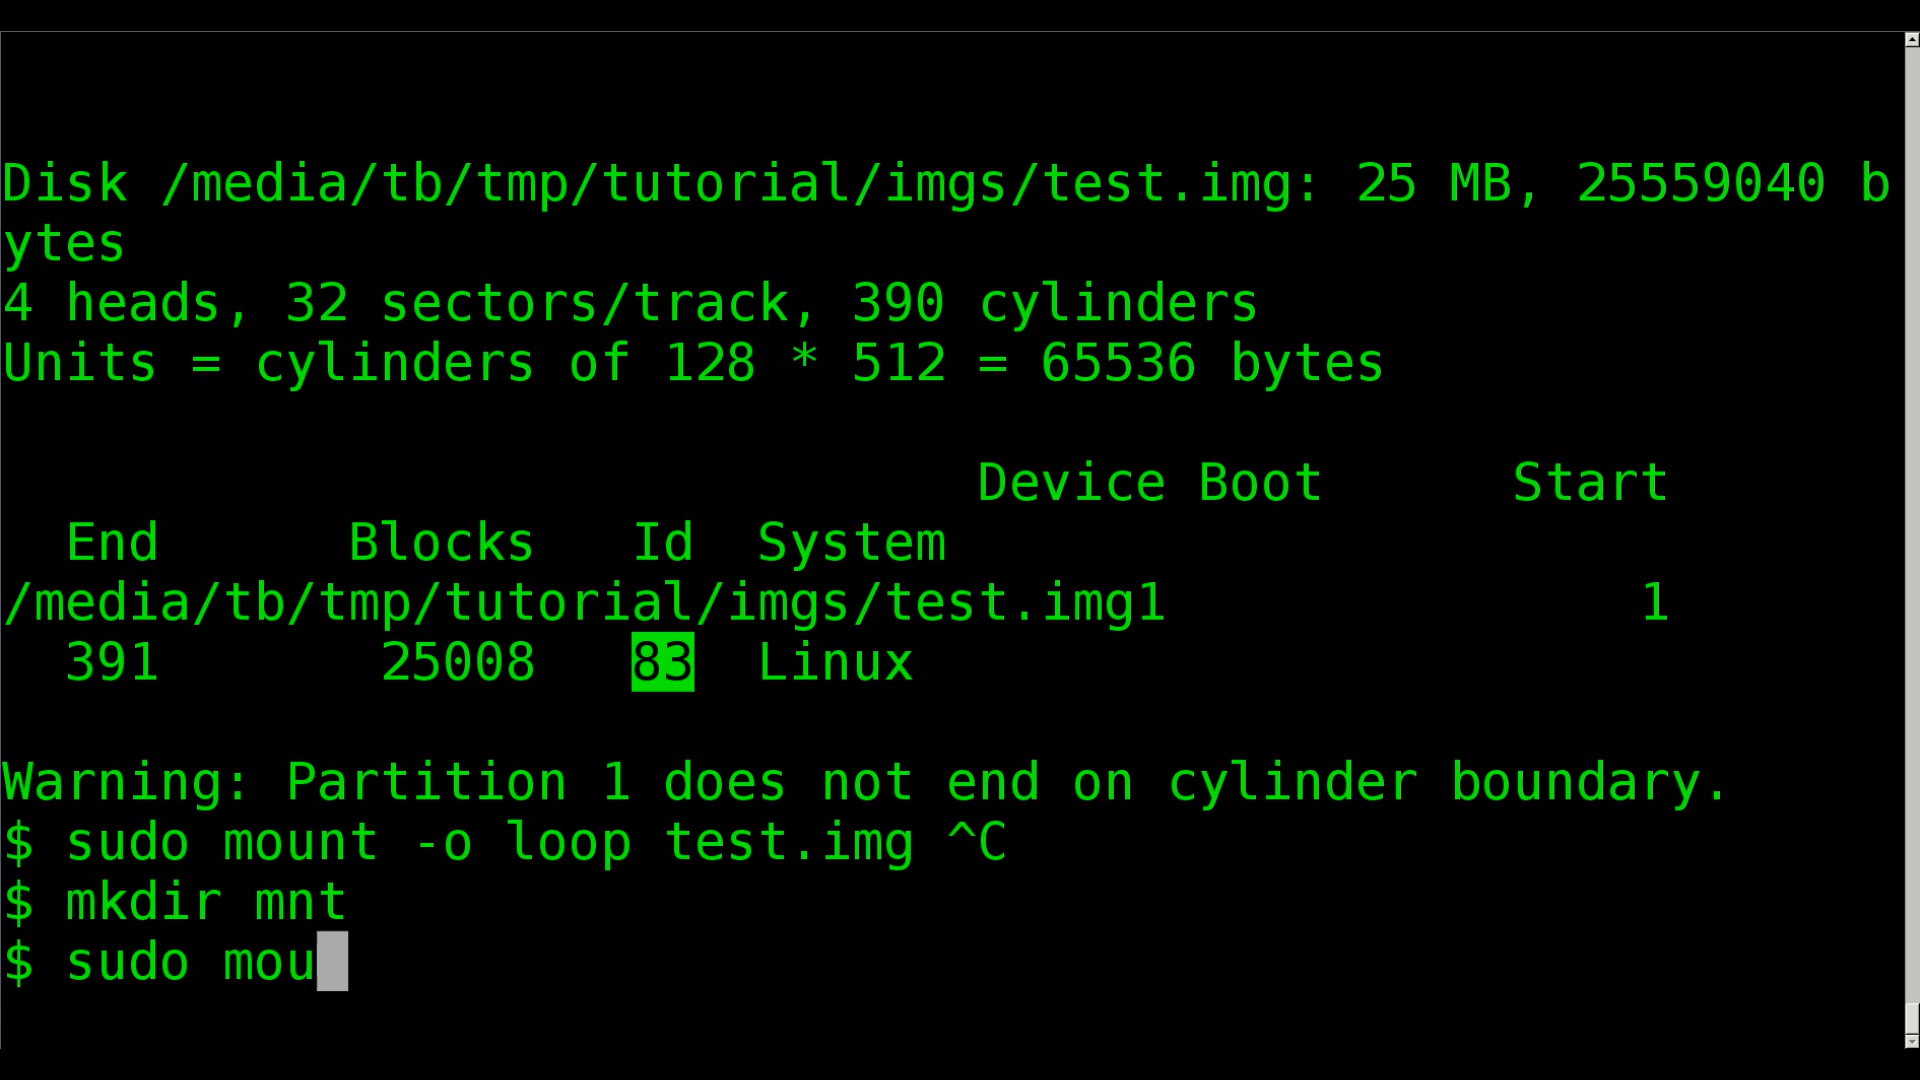 Disk /media/tb/tmp/tutorial/imgs/test.img: 25 MB, 25559040 b
ytes
4 heads, 32 sectors/track, 390 cylinders
Units = cylinders of 128 * 512 = 65536 bytes
Device Boot Start
End Blocks Id System
/media/tb/tmp/tutorial/imgs/test.img1 1
391 25008 83 Linux
Warning: Partition 1 does not end on cylinder boundary.
$ sudo mount -o loop test.img ^C
$ mkdir mnt
$ sudo mou